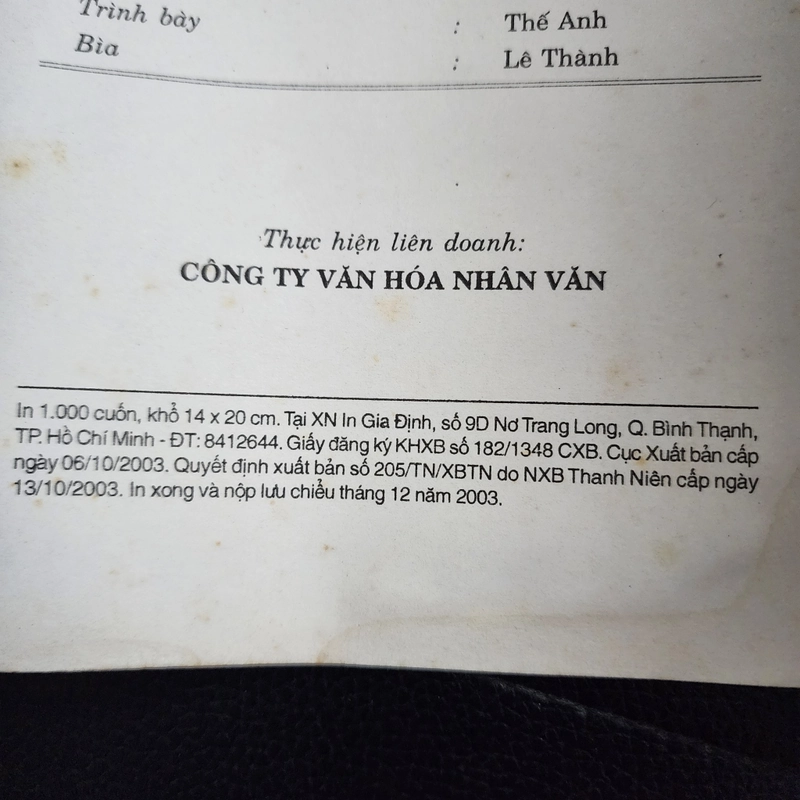 Trình bày : Thế Anh
Bìa : Lê Thành
Thực hiện liên doanh:
CÔNG TY VĂN HÓA NHÂN VĂN
In 1.000 cuốn, khổ 14 x 20 cm. Tại XN In Gia Định, số 9D Nơ Trang Long, Q. Bình Thạnh,
TP. Hồ Chí Minh - ĐT: 8412644. Giấy đăng ký KHXB số 182/1348 CXB. Cục Xuất bản cấp
ngày 06/10/2003. Quyết định xuất bản số 205/TN/XBTN do NXB Thanh Niên cấp ngày
13/10/2003. In xong và nộp lưu chiểu tháng 12 năm 2003.